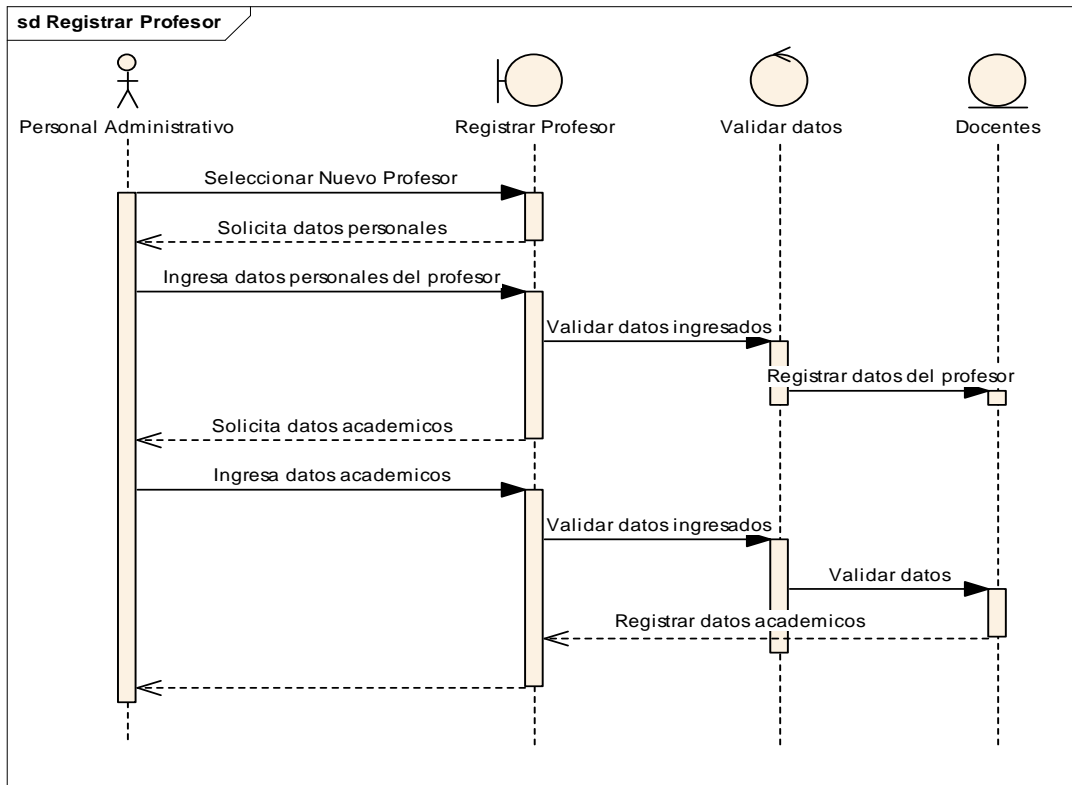 sd Registrar Profesor
Personal Administrativo
Registrar Profesor
Validar datos
Docentes
Seleccionar Nuevo Profesor
Solicita datos personales
Ingresa datos personales del profesor
Validar datos ingresados
Registrar datos del profesor
Solicita datos academicos
Ingresa datos academicos
Validar datos ingresados
Validar datos
Registrar datos academicos